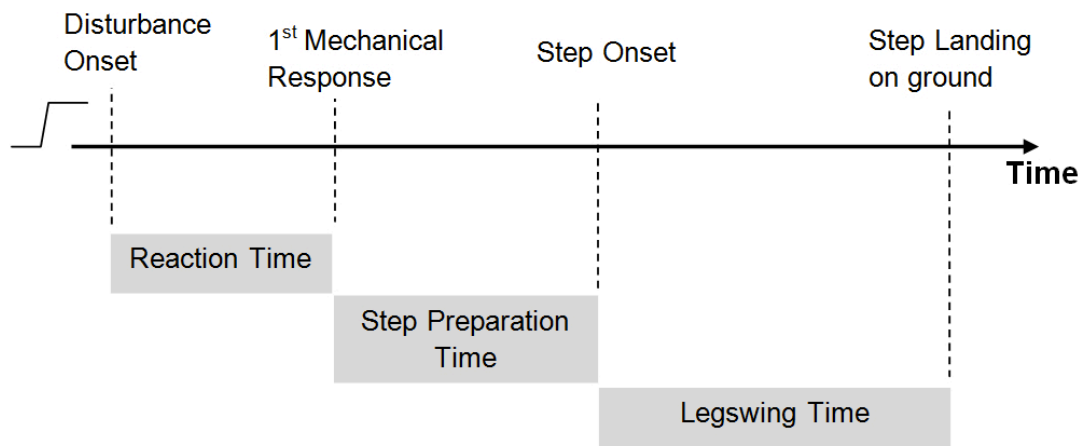 Disturbance
Onset
1st Mechanical
Response
Step Onset
Step Landing
on ground
Time
Reaction Time
Step Preparation
Time
Legswing Time